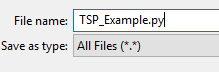 File name: TSP_Example.py
Save as type: All Files (*.*)